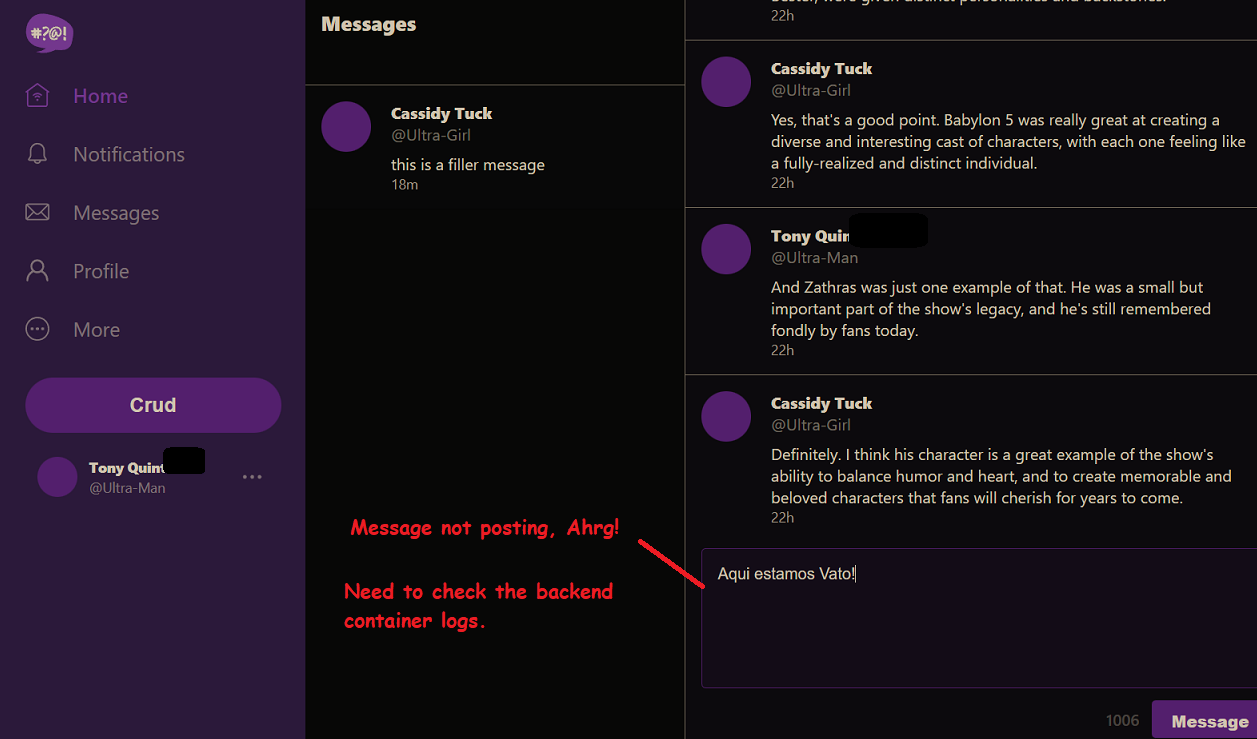 #?@!
Home
Notifications
Messages
Profile
More
Crud
Tony Quint
@Ultra-Man
...
Messages
Cassidy Tuck
@Ultra-Girl
this is a filler message
18m
Message not posting, Ahrg!
Need to check the backend
container logs.
22h
Cassidy Tuck
@Ultra-Girl
Yes, that's a good point. Babylon 5 was really great at creating a
diverse and interesting cast of characters, with each one feeling like
a fully-realized and distinct individual.
22h
Tony Quin
@Ultra-Man
And Zathras was just one example of that. He was a small but
important part of the show's legacy, and he's still remembered
fondly by fans today.
22h
Cassidy Tuck
@Ultra-Girl
Definitely. I think his character is a great example of the show's
ability to balance humor and heart, and to create memorable and
beloved characters that fans will cherish for years to come.
22h
Aqui estamos Vato!
1006
Message